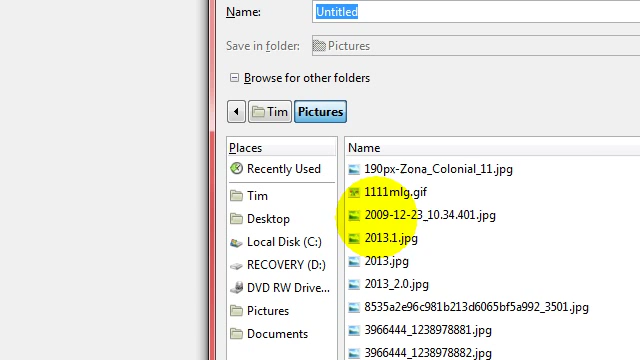 Name: Untitled
Save in folder: Pictures
Browse for other folders
Tim Pictures
Places Name
Recently Used 190px-Zona_Colonial_11.jpg
1111mlg.gif
Tim 2009-12-23_10.34.401.jpg
Desktop 2013.1.jpg
Local Disk (C:) 2013.jpg
RECOVERY (D:) 2013_2.0.jpg
DVD RW Drive... 8535a2e96c981b213d6065bf5a992_3501.jpg
Pictures 3966444_1238978881.jpg
Documents 3966444_1238978882.jpg